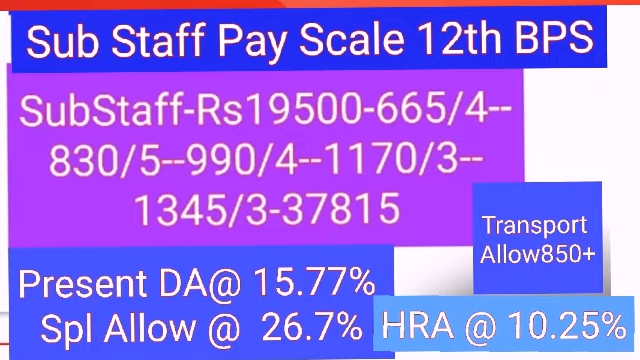 Sub Staff Pay Scale 12th BPS
SubStaff-Rs19500-665/4--
830/5--990/4--1170/3--
1345/3-37815
Transport
Allow850+
Present DA@ 15.77%
Spl Allow @ 26.7%
HRA @ 10.25%